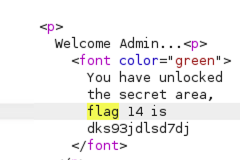 <p>
Welcome Admin...<p>
<font color="green">
You have unlocked
the secret area,
flag 14 is
dks93jdlsd7dj
</font>